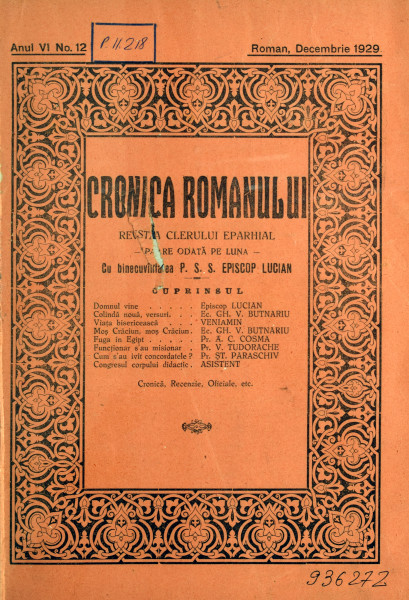 Anul VI No. 12
P. II. 218
Roman, Decembrie 1929
CRONICA ROMANULUI
REVISTA CLERULUI EPARHIAL
— APARE ODATĂ PE LUNA —
Cu binecuvîntarea P. S. S. EPISCOP LUCIAN
CUPRINSUL
Domnul vine . . . . . Episcop LUCIAN
Colindă nouă, versuri. . . Ec. GH. V. BUTNARIU
Viața bisericească . . . VENIAMIN
Moș Crăciun, moș Crăciun. Ec. GH. V. BUTNARIU
Fuga în Egipt . . . . . Pr. A. C. COSMA
Funcționar s'au misionar . Pr. V. TUDORACHE
Cum s'au ivit concordatele? Pr. ȘT. PARASCHIV
Congresul corpului didactic . ASISTENT
Cronică, Recenzie, Oficiale, etc.
936272